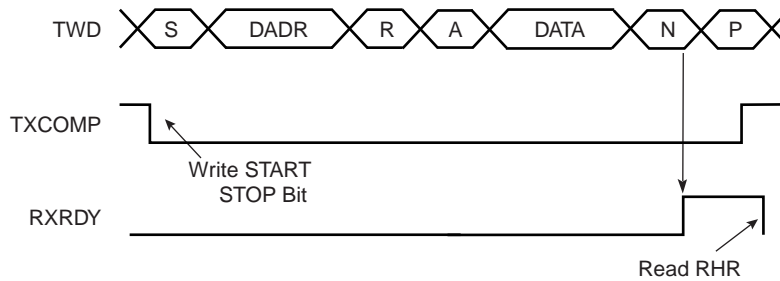 TWD S DADR R A DATA N P
TXCOMP
Write START
STOP Bit
RXRDY
Read RHR